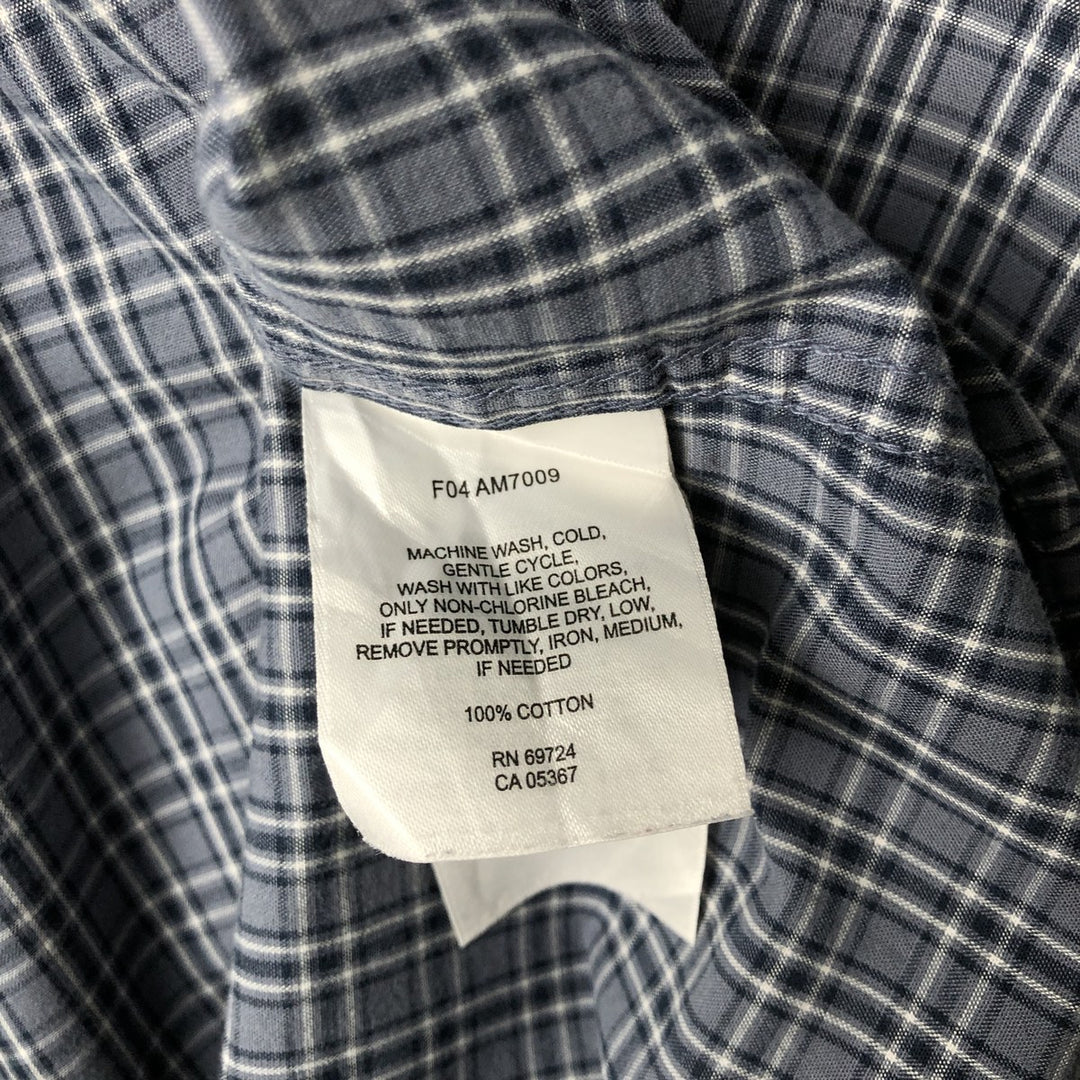 F04 AM7009
MACHINE WASH, COLD,
GENTLE CYCLE,
WASH WITH LIKE COLORS,
ONLY NON-CHLORINE BLEACH,
IF NEEDED, TUMBLE DRY, LOW,
REMOVE PROMPTLY, IRON, MEDIUM,
IF NEEDED
100% COTTON
RN 69724
CA 05367